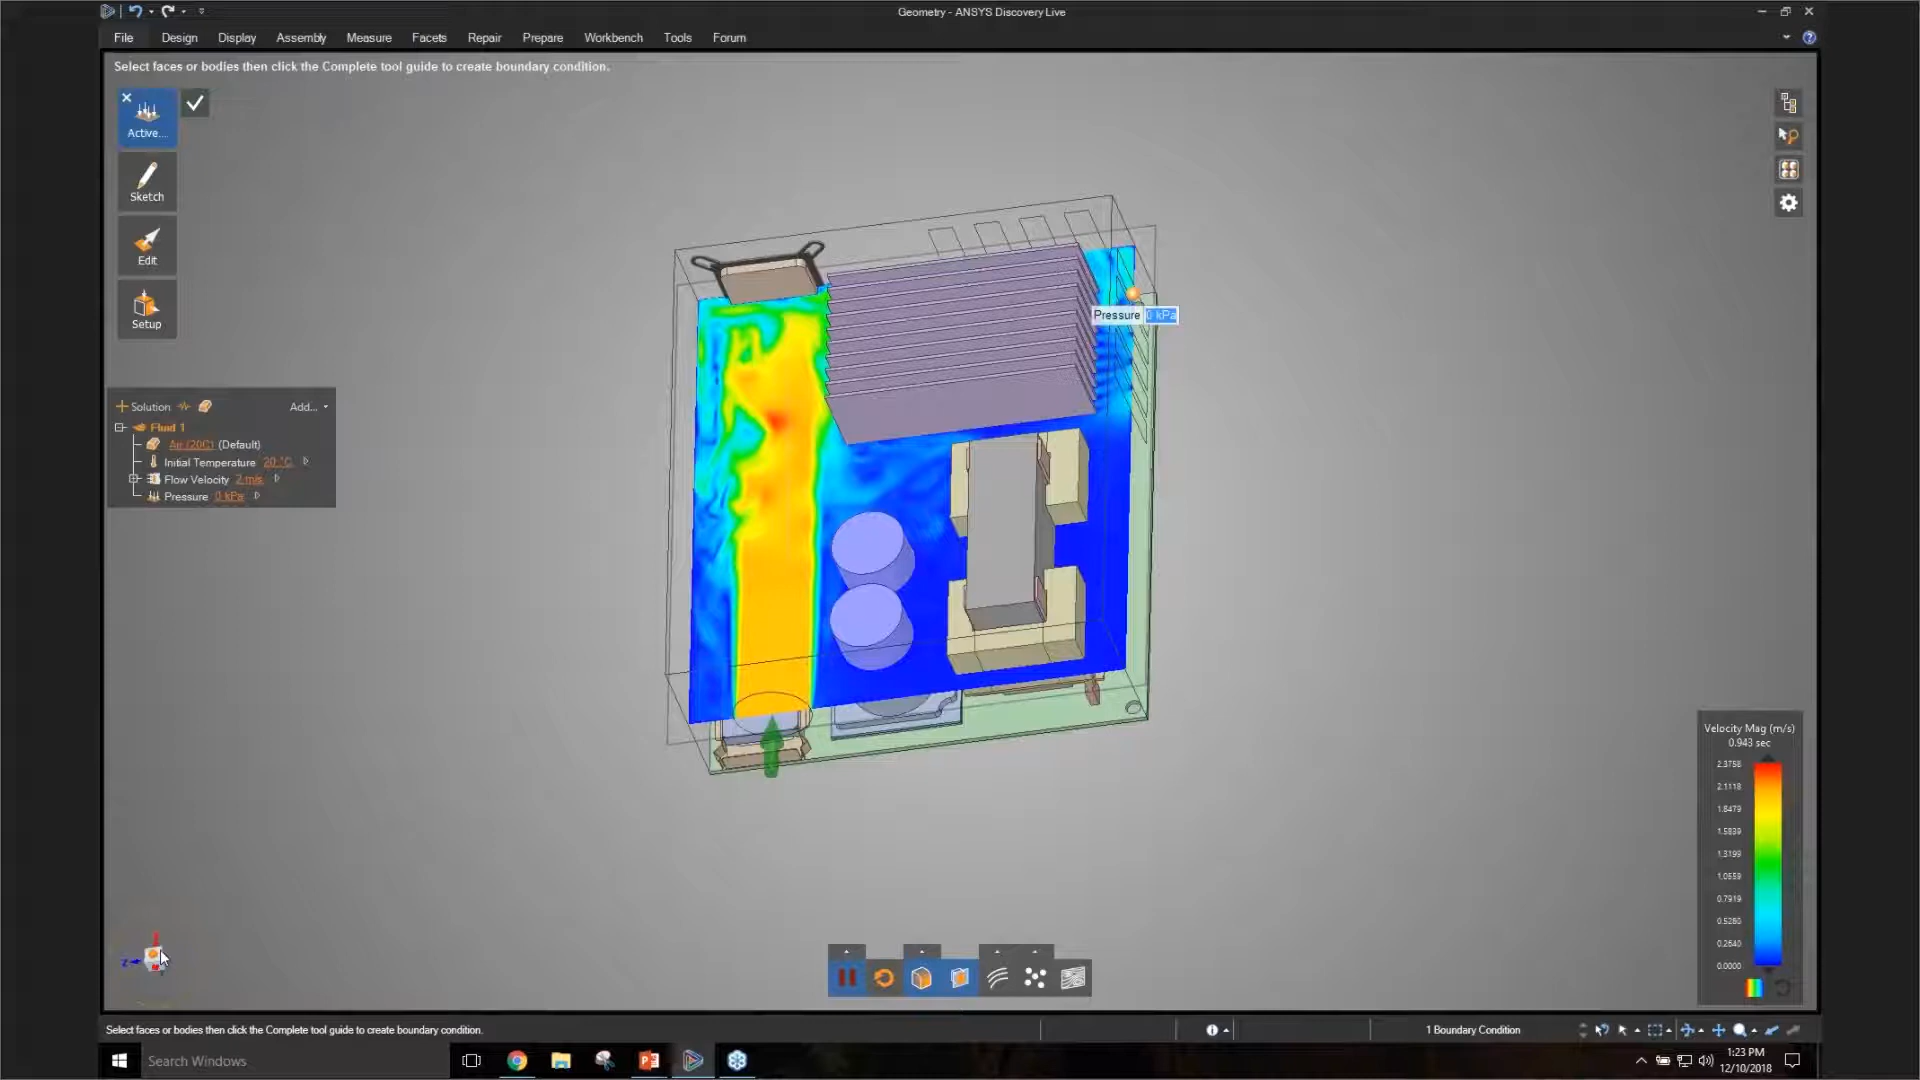 Geometry - ANSYS Discovery Live
File Design Display Assembly Measure Facets Repair Prepare Workbench Tools Forum
Select faces or bodies then click the Complete tool guide to create boundary condition.
Active...
Sketch
Edit
Setup
Pressure 0 kPa
Solution Add...
Fluid 1
Air (20C) (Default)
Initial Temperature 20 °C
Flow Velocity 2 m/s
Pressure 0 kPa
Velocity Mag (m/s)
0.943 sec
2.3758
2.1118
1.8479
1.5839
1.3199
1.0559
0.7919
0.5280
0.2640
0.0000
Z
Select faces or bodies then click the Complete tool guide to create boundary condition. 1 Boundary Condition
Search Windows
1:23 PM
12/10/2018